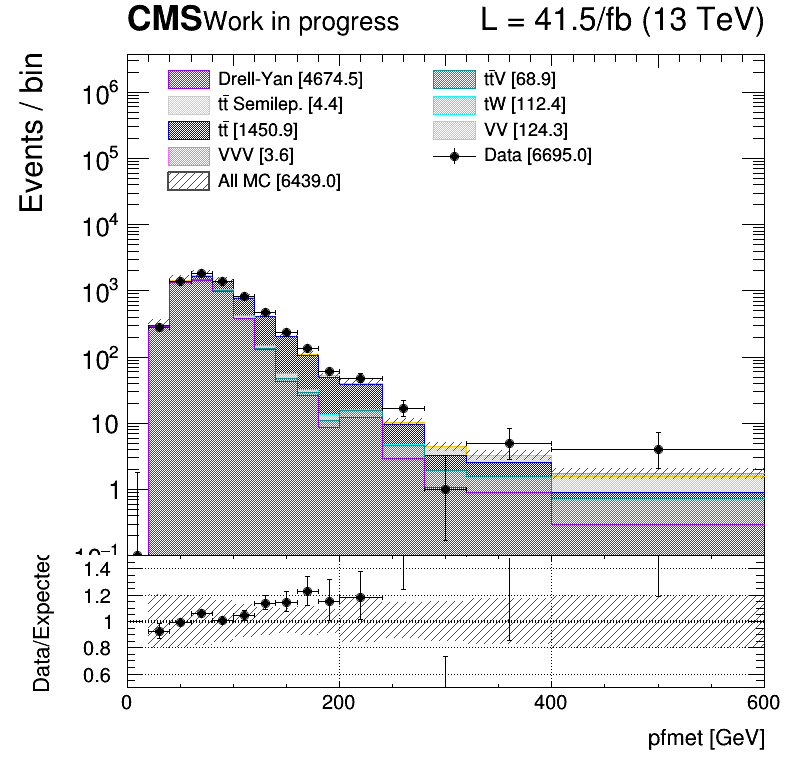 CMS Work in progress L = 41.5/fb (13 TeV)
Events / bin
Drell-Yan [4674.5]
tt̄ Semilep. [4.4]
tt̄ [1450.9]
VVV [3.6]
All MC [6439.0]
tt̄V [68.9]
tW [112.4]
VV [124.3]
Data [6695.0]
10⁶
10⁵
10⁴
10³
10²
10
1
10⁻¹
Data/Expected
1.4
1.2
1
0.8
0.6
0 200 400 600
pfmet [GeV]